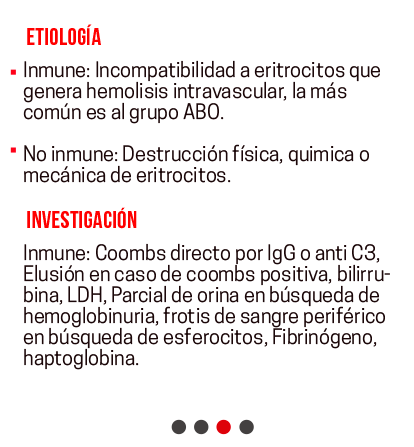 ETIOLOGÍA
Inmune: Incompatibilidad a eritrocitos que
genera hemolisis intravascular, la más
común es al grupo ABO.
No inmune: Destrucción física, quimica o
mecánica de eritrocitos.
INVESTIGACIÓN
Inmune: Coombs directo por IgG o anti C3,
Elusión en caso de coombs positiva, bilirru-
bina, LDH, Parcial de orina en búsqueda de
hemoglobinuria, frotis de sangre periférico
en búsqueda de esferocitos, Fibrinógeno,
haptoglobina.